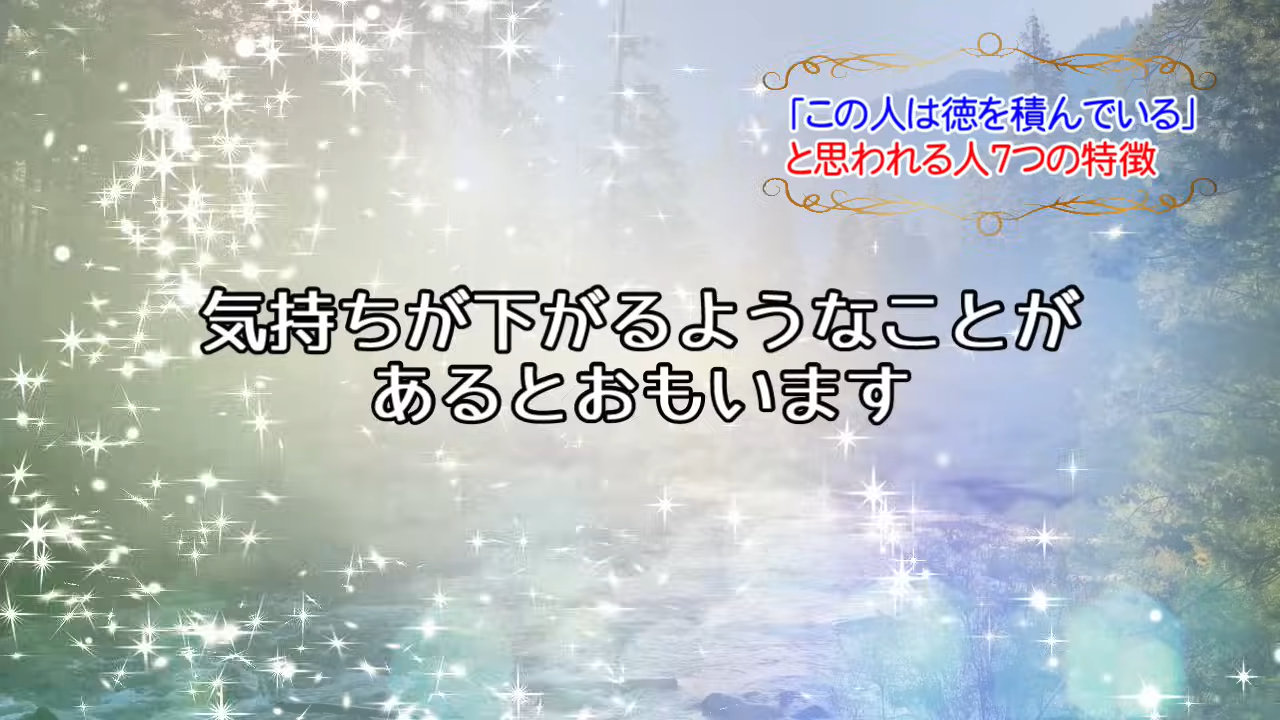 「この人は徳を積んでいる」
と思われる人7つの特徴
気持ちが下がるようなことが
あるとおもいます